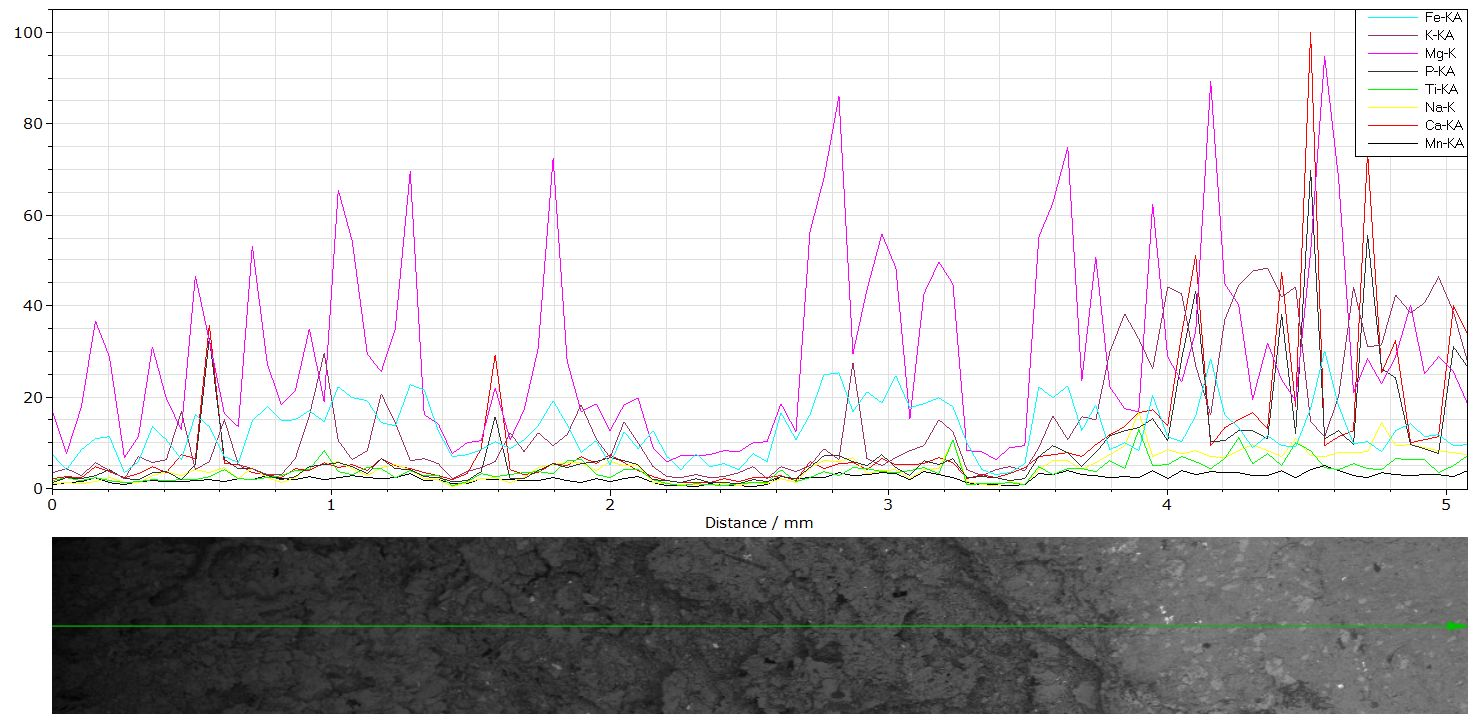 100
80
60
40
20
0
Fe-KA
K-KA
Mg-K
P-KA
Ti-KA
Na-K
Ca-KA
Mn-KA
0 1 2 3 4 5
Distance / mm